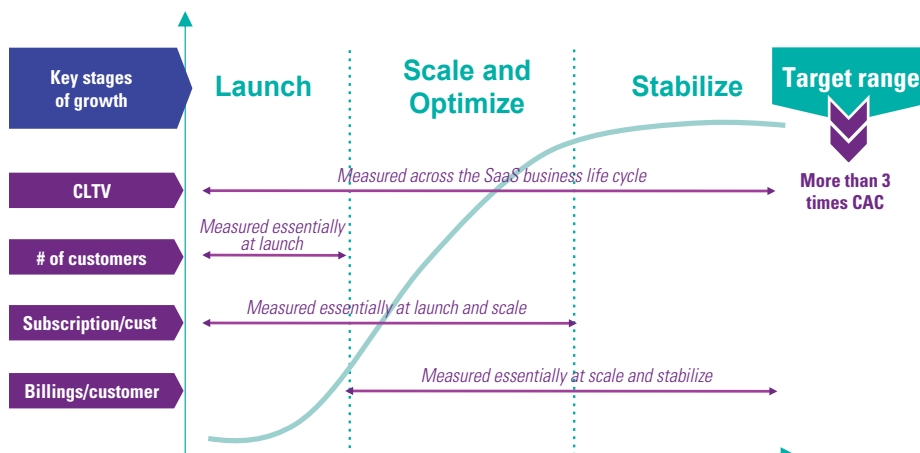 Key stages
of growth
Launch
Scale and
Optimize
Stabilize
Target range
CLTV
Measured across the SaaS business life cycle
More than 3
times CAC
# of customers
Measured essentially
at launch
Subscription/cust
Measured essentially at launch and scale
Billings/customer
Measured essentially at scale and stabilize